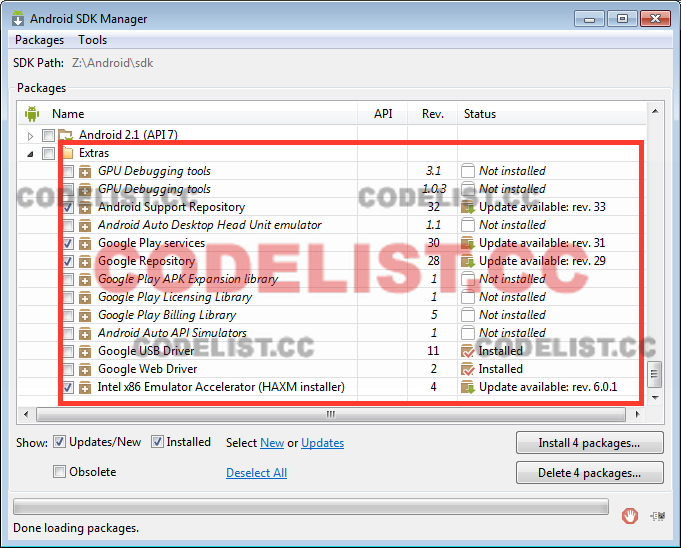 Android SDK Manager
Packages Tools
SDK Path: Z:\Android\sdk
Packages
Name API Rev. Status
Android 2.1 (API 7)
Extras
GPU Debugging tools 3.1 Not installed
GPU Debugging tools 1.0.3 Not installed
CODELIST.CC CODELIST.CC
Android Support Repository 32 Update available: rev. 33
Android Auto Desktop Head Unit emulator 1.1 Not installed
Google Play services 30 Update available: rev. 31
CODELIST.CC
Google Repository 28 Update available: rev. 29
Google Play APK Expansion library 1 Not installed
Google Play Licensing Library 1 Not installed
Google Play Billing Library 5 Not installed
Android Auto API Simulators 1 Not installed
CODELIST.CC CODELIST.CC
Google USB Driver 11 Installed
Google Web Driver 2 Installed
Intel x86 Emulator Accelerator (HAXM installer) 4 Update available: rev. 6.0.1
Show: Updates/New Installed Select New or Updates Install 4 packages...
Obsolete Deselect All Delete 4 packages...
Done loading packages.